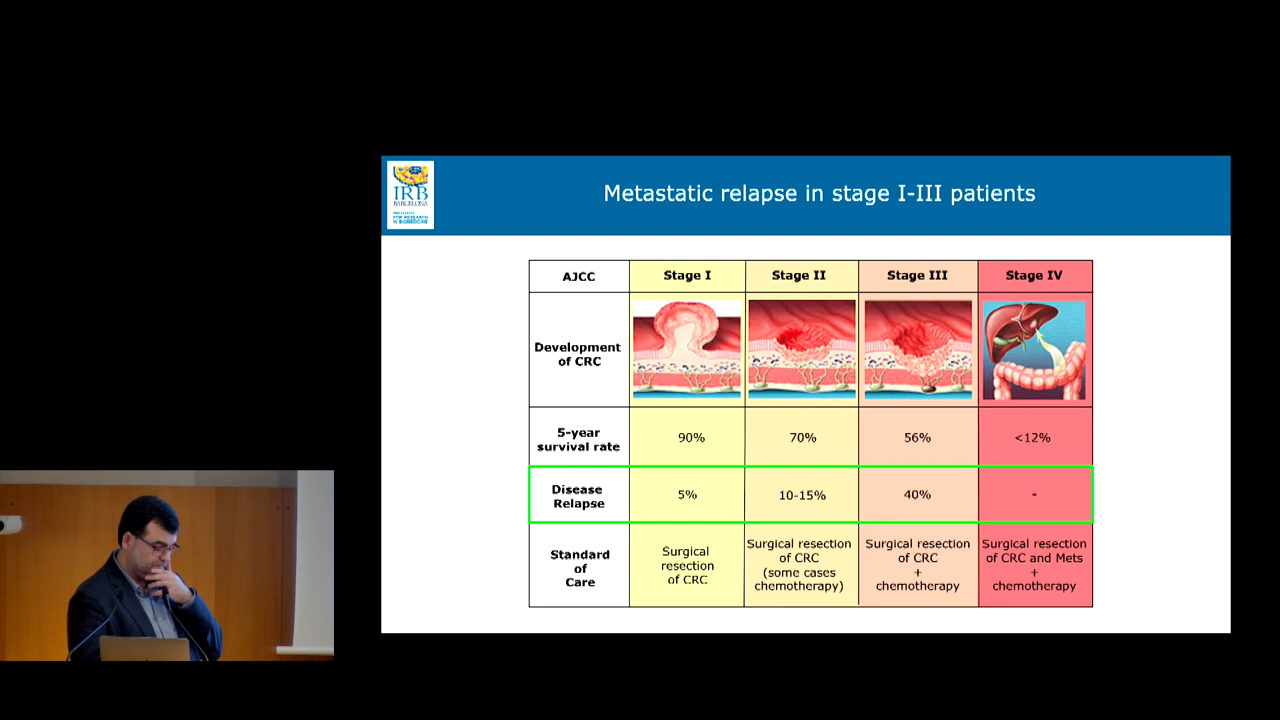 IRB
BARCELONA
INSTITUTE
FOR RESEARCH
IN BIOMEDICINE
Metastatic relapse in stage I-III patients
AJCC
Stage I
Stage II
Stage III
Stage IV
Development
of CRC
5-year
survival rate
90%
70%
56%
<12%
Disease
Relapse
5%
10-15%
40%
-
Standard
of
Care
Surgical
resection
of CRC
Surgical resection
of CRC
(some cases
chemotherapy)
Surgical resection
of CRC
+
chemotherapy
Surgical resection
of CRC and Mets
+
chemotherapy